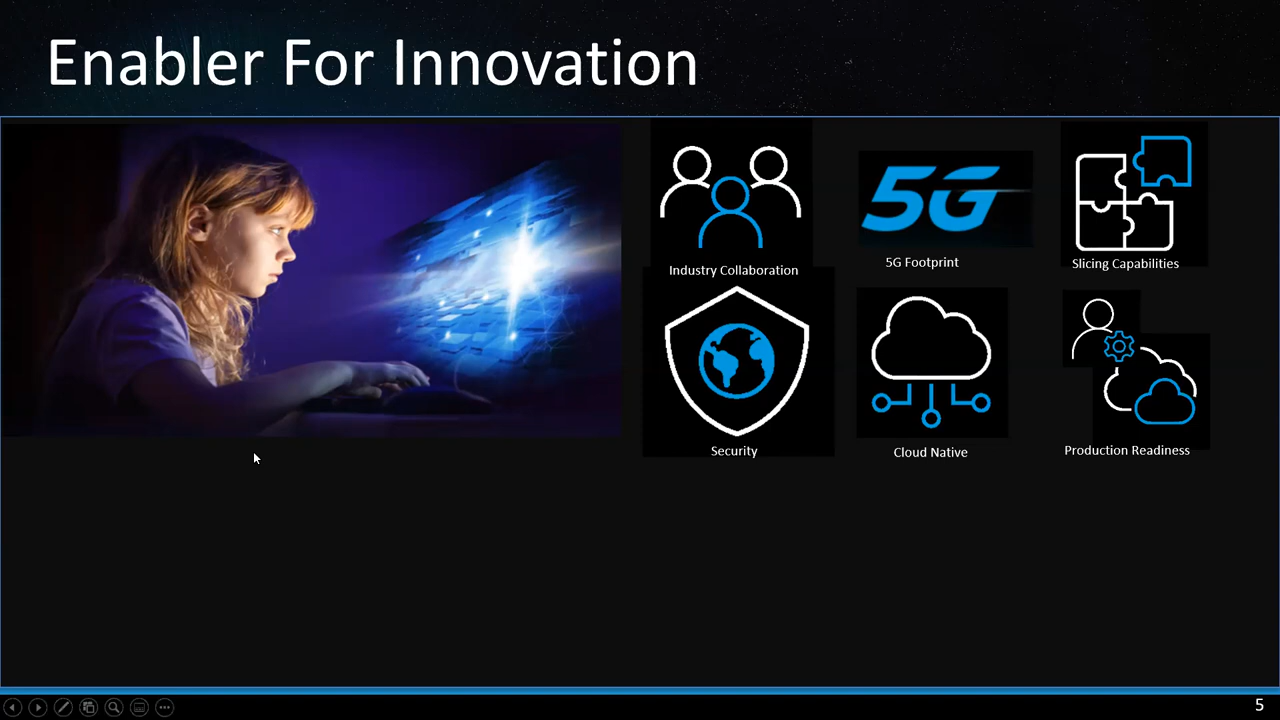 Enabler For Innovation
5G
Industry Collaboration
5G Footprint
Slicing Capabilities
Security
Cloud Native
Production Readiness
5